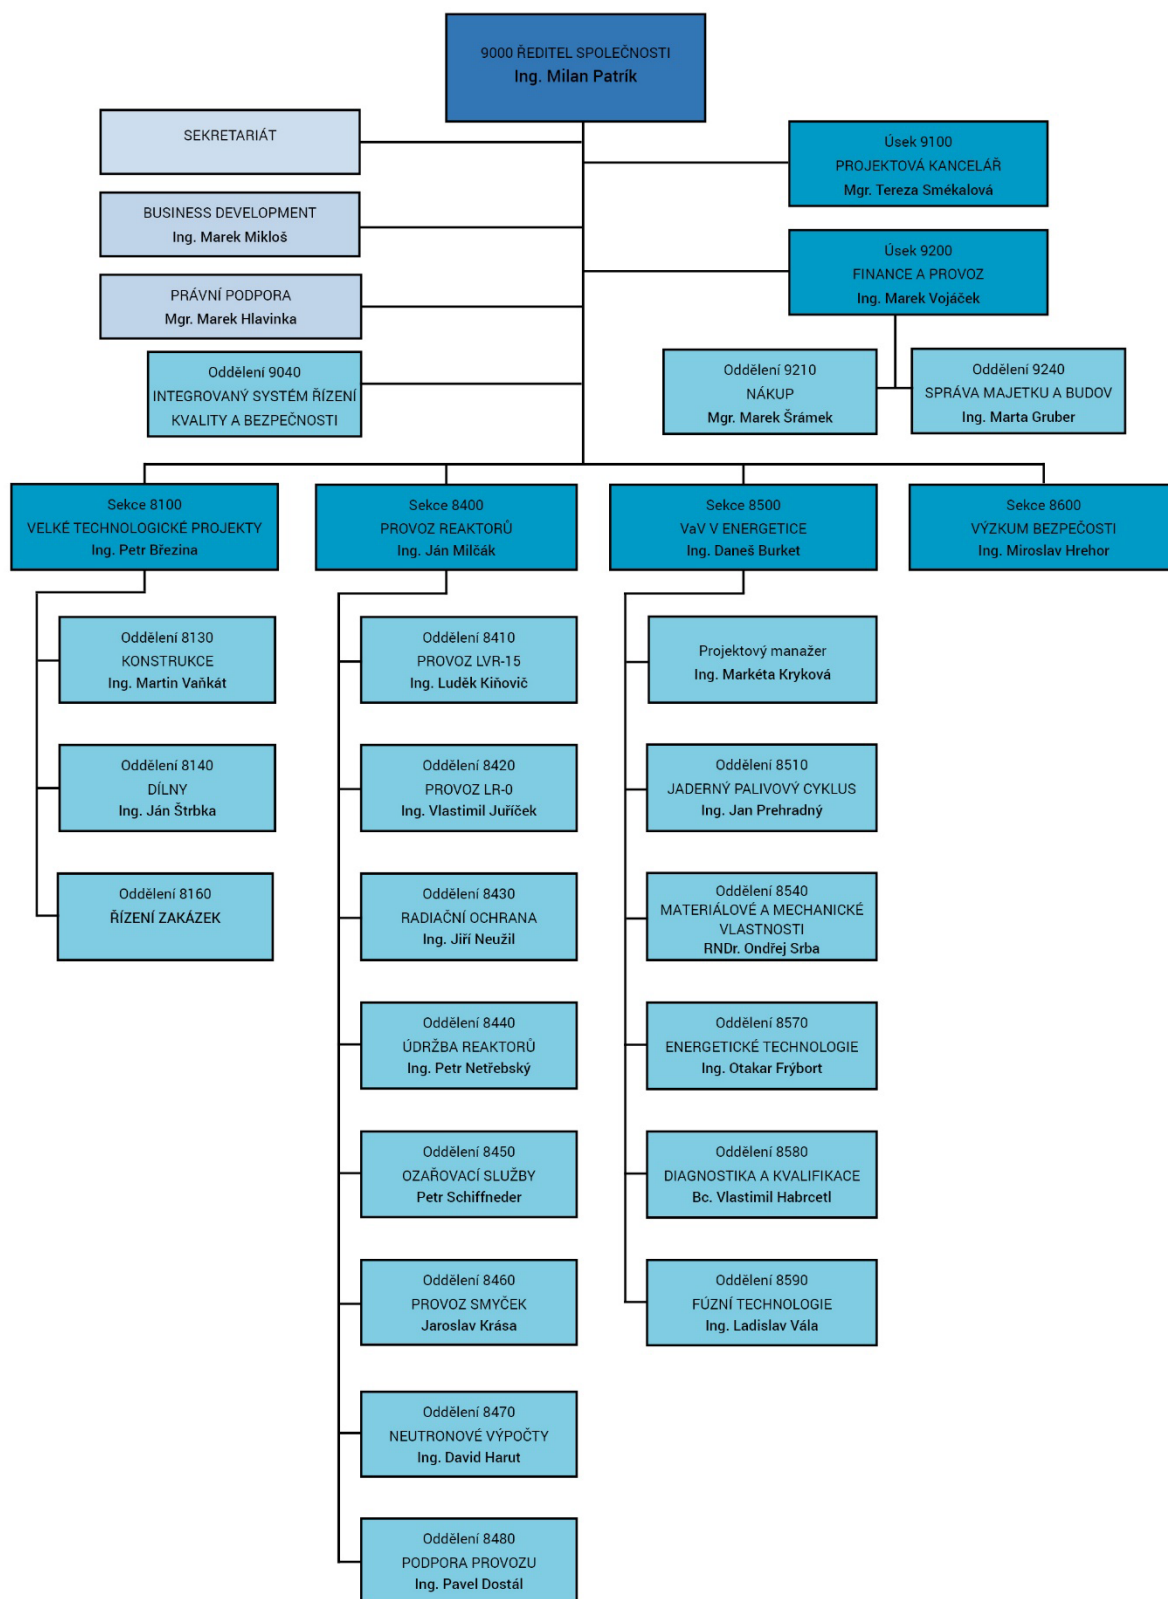 9000 ŘEDITEL SPOLEČNOSTI
Ing. Milan Patrík
SEKRETARIÁT
BUSINESS DEVELOPMENT
Ing. Marek Mikloš
PRÁVNÍ PODPORA
Mgr. Marek Hlavinka
Oddělení 9040
INTEGROVANÝ SYSTÉM ŘÍZENÍ
KVALITY A BEZPEČNOSTI
Úsek 9100
PROJEKTOVÁ KANCELÁŘ
Mgr. Tereza Smékalová
Úsek 9200
FINANCE A PROVOZ
Ing. Marek Vojáček
Oddělení 9210
NÁKUP
Mgr. Marek Šrámek
Oddělení 9240
SPRÁVA MAJETKU A BUDOV
Ing. Marta Gruber
Sekce 8100
VELKÉ TECHNOLOGICKÉ PROJEKTY
Ing. Petr Březina
Oddělení 8130
KONSTRUKCE
Ing. Martin Vaňkát
Oddělení 8140
DÍLNY
Ing. Ján Štrbka
Oddělení 8160
ŘÍZENÍ ZAKÁZEK
Sekce 8400
PROVOZ REAKTORŮ
Ing. Ján Milčák
Oddělení 8410
PROVOZ LVR-15
Ing. Luděk Kiňovič
Oddělení 8420
PROVOZ LR-0
Ing. Vlastimil Juříček
Oddělení 8430
RADIAČNÍ OCHRANA
Ing. Jiří Neužil
Oddělení 8440
ÚDRŽBA REAKTORŮ
Ing. Petr Netřebský
Oddělení 8450
OZAŘOVACÍ SLUŽBY
Petr Schiffneder
Oddělení 8460
PROVOZ SMYČEK
Jaroslav Krása
Oddělení 8470
NEUTRONOVÉ VÝPOČTY
Ing. David Harut
Oddělení 8480
PODPORA PROVOZU
Ing. Pavel Dostál
Sekce 8500
VaV V ENERGETICE
Ing. Daneš Burket
Projektový manažer
Ing. Markéta Kryková
Oddělení 8510
JADERNÝ PALIVOVÝ CYKLUS
Ing. Jan Prehradný
Oddělení 8540
MATERIÁLOVÉ A MECHANICKÉ
VLASTNOSTI
RNDr. Ondřej Srba
Oddělení 8570
ENERGETICKÉ TECHNOLOGIE
Ing. Otakar Frýbort
Oddělení 8580
DIAGNOSTIKA A KVALIFIKACE
Bc. Vlastimil Habrcetl
Oddělení 8590
FÚZNÍ TECHNOLOGIE
Ing. Ladislav Vála
Sekce 8600
VÝZKUM BEZPEČOSTI
Ing. Miroslav Hrehor